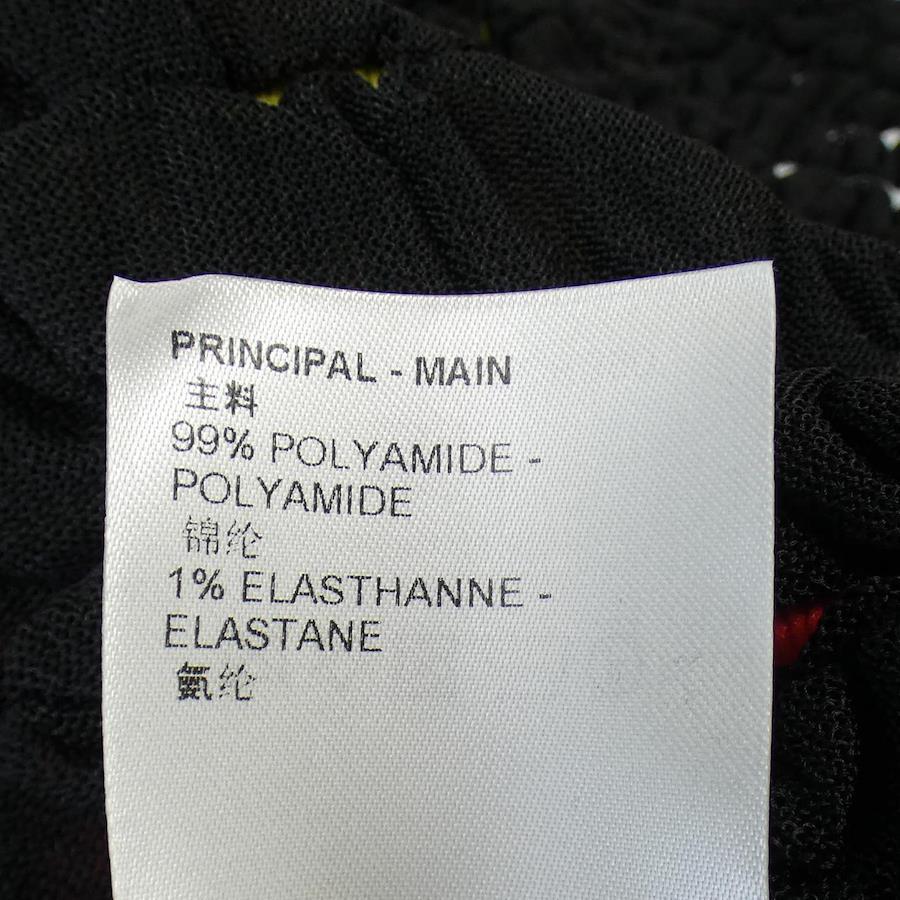 PRINCIPAL - MAIN
主料
99% POLYAMIDE -
POLYAMIDE
锦纶
1% ELASTHANNE -
ELASTANE
氨纶